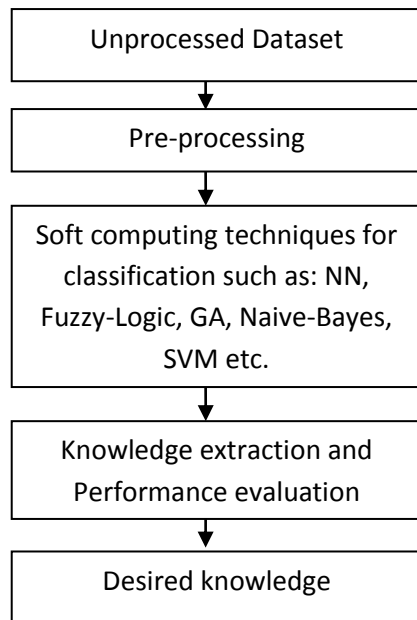 Unprocessed Dataset
Pre-processing
Soft computing techniques for
classification such as: NN,
Fuzzy-Logic, GA, Naive-Bayes,
SVM etc.
Knowledge extraction and
Performance evaluation
Desired knowledge